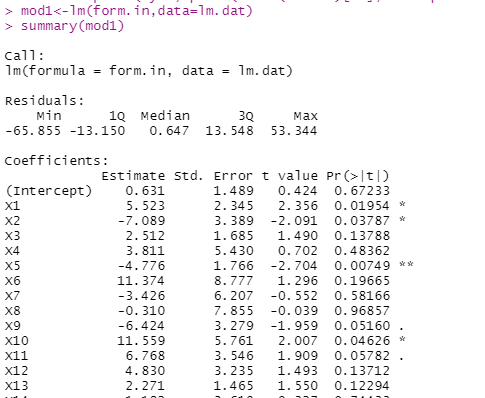 > mod1<-lm(form.in,data=lm.dat)
> summary(mod1)
Call:
lm(formula = form.in, data = lm.dat)
Residuals:
Min 1Q Median 3Q Max
-65.855 -13.150 0.647 13.548 53.344
Coefficients:
Estimate Std. Error t value Pr(>|t|)
(Intercept) 0.631 1.489 0.424 0.67233
X1 5.523 2.345 2.356 0.01954 *
X2 -7.089 3.389 -2.091 0.03787 *
X3 2.512 1.685 1.490 0.13788
X4 3.811 5.430 0.702 0.48362
X5 -4.776 1.766 -2.704 0.00749 **
X6 11.374 8.777 1.296 0.19665
X7 -3.426 6.207 -0.552 0.58166
X8 -0.310 7.855 -0.039 0.96857
X9 -6.424 3.279 -1.959 0.05160 .
X10 11.559 5.761 2.007 0.04626 *
X11 6.768 3.546 1.909 0.05782 .
X12 4.830 3.235 1.493 0.13712
X13 2.271 1.465 1.550 0.12294